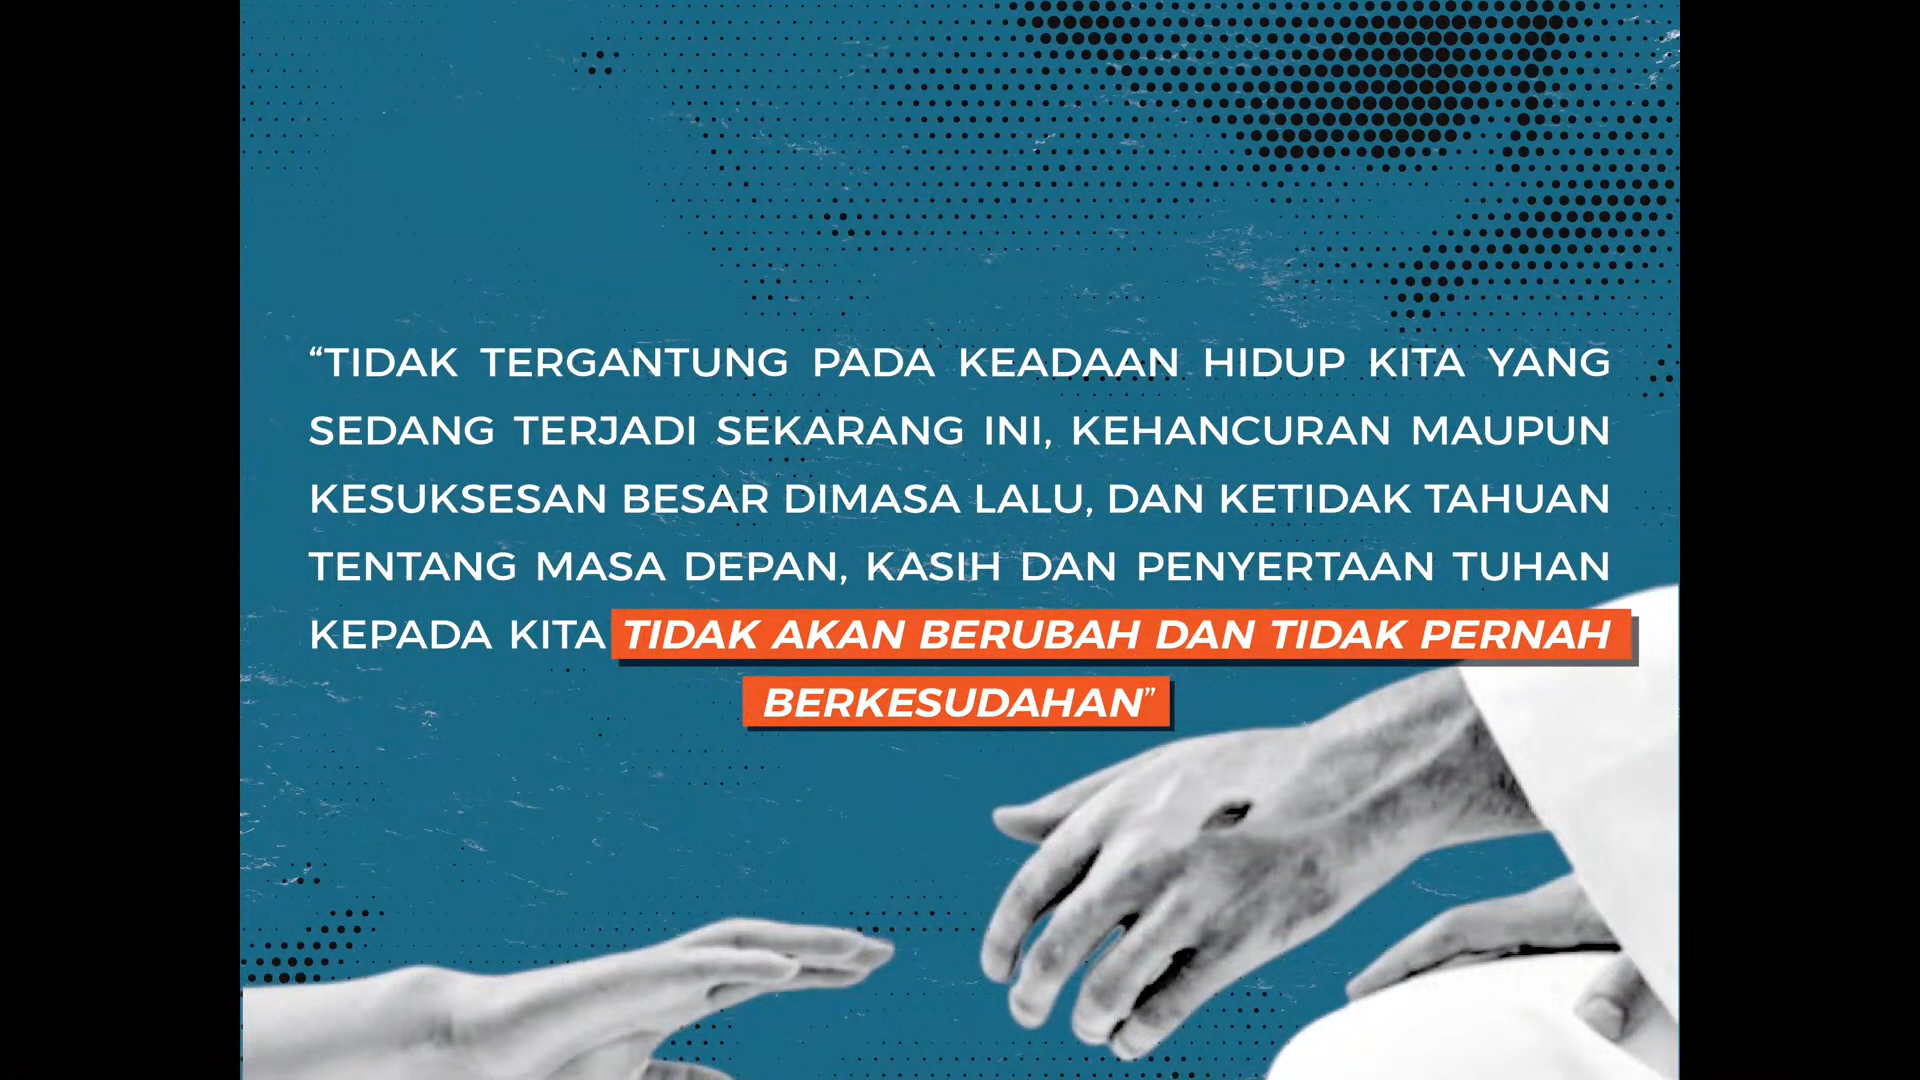 “TIDAK TERGANTUNG PADA KEADAAN HIDUP KITA YANG
SEDANG TERJADI SEKARANG INI, KEHANCURAN MAUPUN
KESUKSESAN BESAR DIMASA LALU, DAN KETIDAK TAHUAN
TENTANG MASA DEPAN, KASIH DAN PENYERTAAN TUHAN
KEPADA KITA TIDAK AKAN BERUBAH DAN TIDAK PERNAH
BERKESUDAHAN”